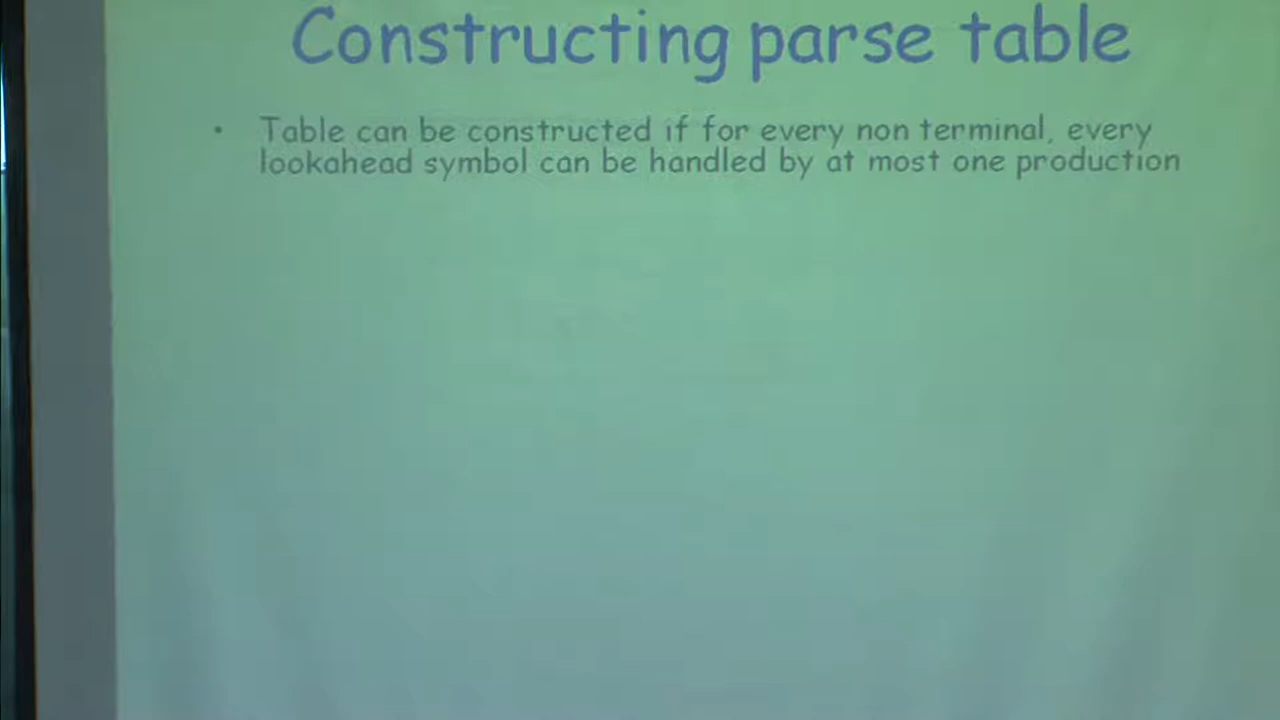 Constructing parse table
• Table can be constructed if for every non terminal, every
lookahead symbol can be handled by at most one production